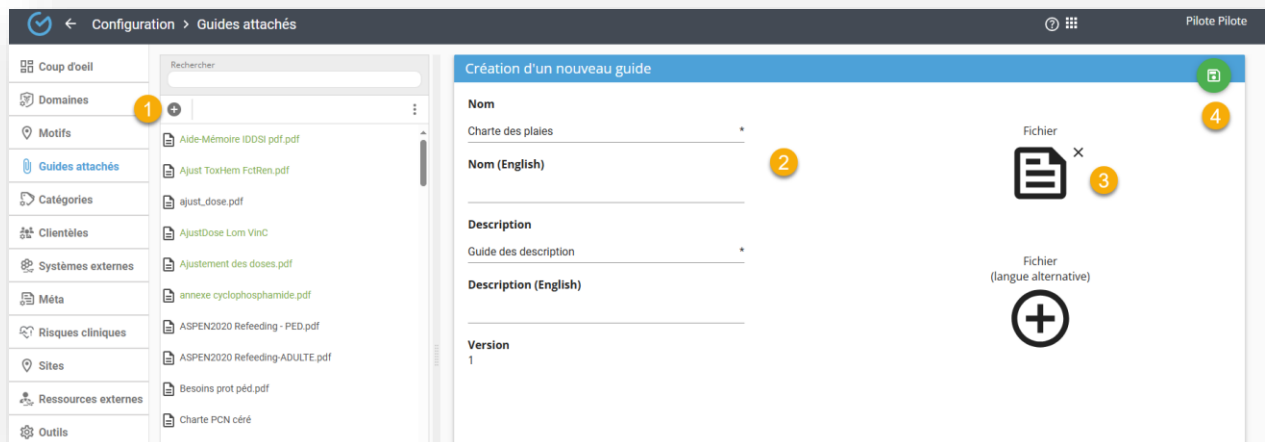 Configuration > Guides attachés
Pilote Pilote
Coup d'oeil
Domaines
Motifs
Guides attachés
Catégories
Clientèles
Systèmes externes
Méta
Risques cliniques
Sites
Ressources externes
Outils
Rechercher
1
Aide-Mémoire IDDSI pdf.pdf
Ajust ToxHem FctRen.pdf
ajust_dose.pdf
AjustDose Lom VinC
Ajustement des doses.pdf
annexe cyclophosphamide.pdf
ASPEN2020 Refeeding - PED.pdf
ASPEN2020 Refeeding-ADULTE.pdf
Besoins prot péd.pdf
Charte PCN céré
Création d'un nouveau guide
Nom
Charte des plaies *
Nom (English)
Description
Guide des description *
Description (English)
Version
1
2
4
Fichier
3
Fichier
(langue alternative)